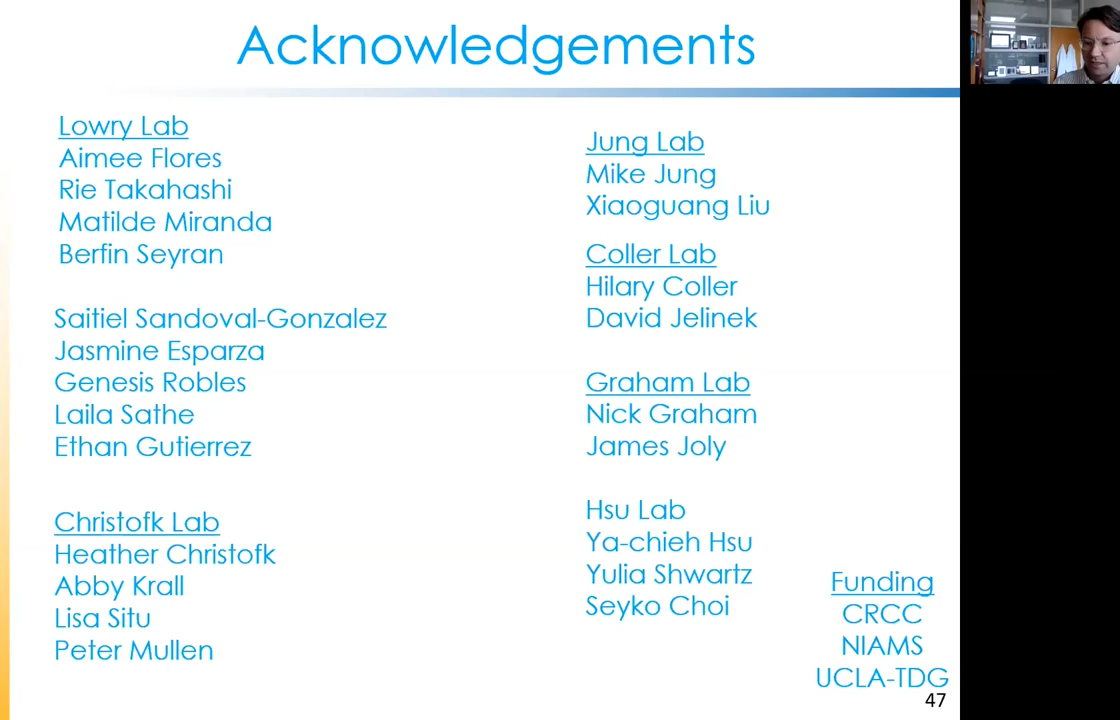 Acknowledgements
Lowry Lab
Aimee Flores
Rie Takahashi
Matilde Miranda
Berfin Seyran
Saitiel Sandoval-Gonzalez
Jasmine Esparza
Genesis Robles
Laila Sathe
Ethan Gutierrez
Christofk Lab
Heather Christofk
Abby Krall
Lisa Situ
Peter Mullen
Jung Lab
Mike Jung
Xiaoguang Liu
Coller Lab
Hilary Coller
David Jelinek
Graham Lab
Nick Graham
James Joly
Hsu Lab
Ya-chieh Hsu
Yulia Shwartz
Seyko Choi
Funding
CRCC
NIAMS
UCLA-TDG
47